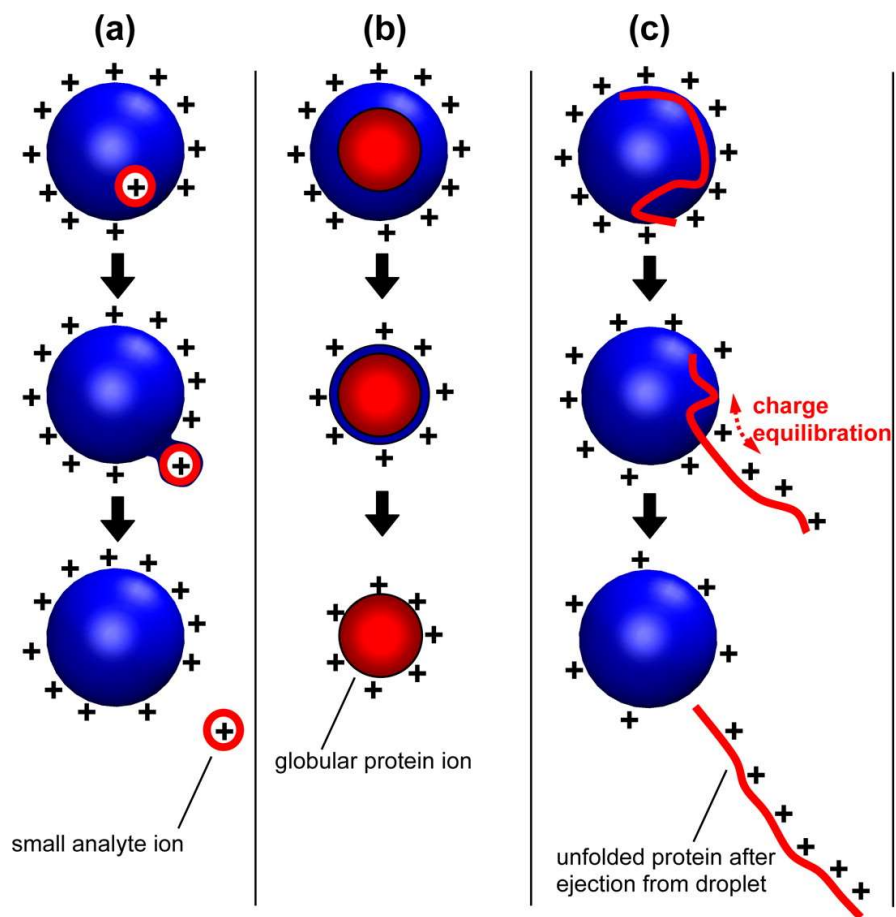 (a)
(b)
(c)
charge
equilibration
small analyte ion
globular protein ion
unfolded protein after
ejection from droplet